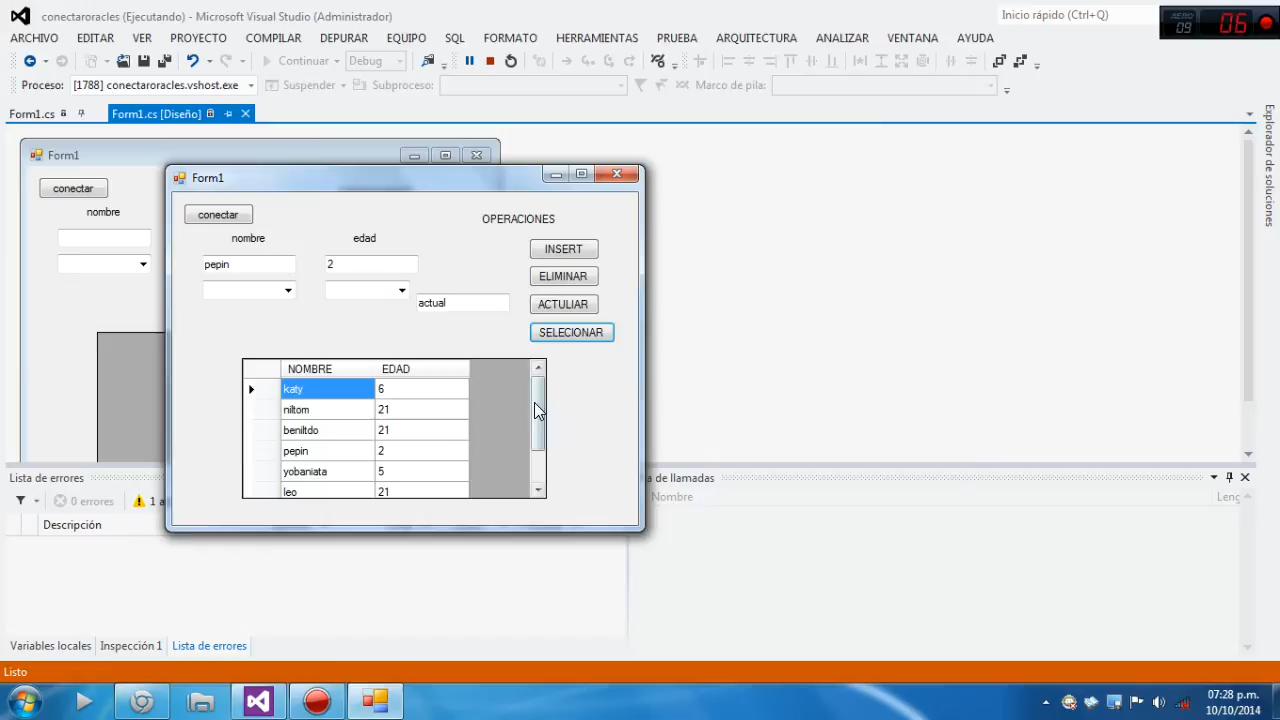 conectaroracles (Ejecutando) - Microsoft Visual Studio (Administrador)
Inicio rápido (Ctrl+Q)
09 06
ARCHIVO EDITAR VER PROYECTO COMPILAR EQUIPO PRUEBA ARQUITECTURA ANALIZAR VENTANA AYUDA
Continuar Debug
Proceso: [1788] conectaroracles.vshost.exe Suspender Subproceso: Marco de pila:
Form1.cs Form1.cs [Diseño]
Explorador de soluciones
Form1
conectar
nombre
Form1
conectar OPERACIONES
nombre edad
INSERT
pepin 2
ELIMINAR
actual ACTULIAR
SELECIONAR
NOMBRE EDAD
katy 6
niltom 21
beniltdo 21
pepin 2
yobaniata 5
leo 21
Lista de errores
a de llamadas
0 errores 1 a
Nombre Leng
Descripción
Variables locales Inspección 1 Lista de errores
Listo
07:28 p.m.
10/10/2014